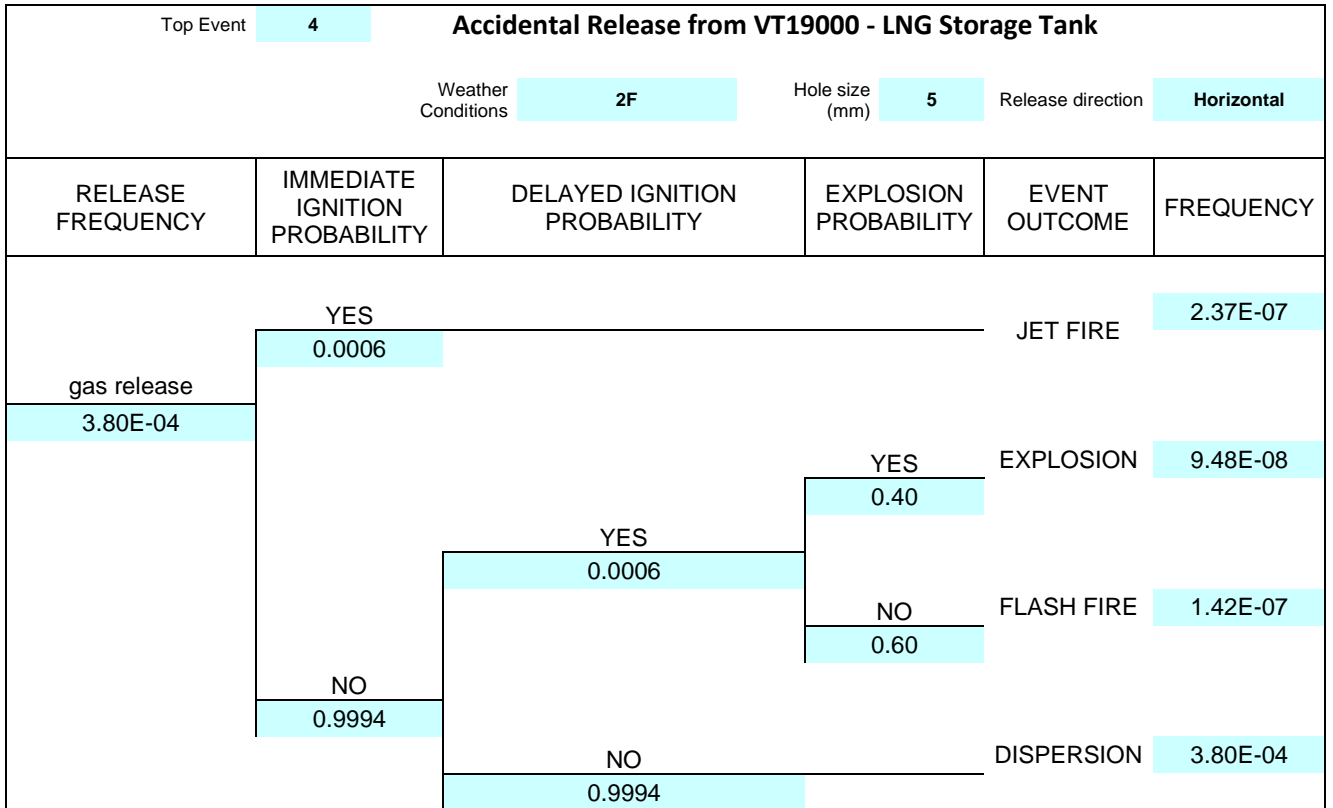 Top Event 4 Accidental Release from VT19000 - LNG Storage Tank
Weather Conditions 2F Hole size (mm) 5 Release direction Horizontal
RELEASE FREQUENCY
IMMEDIATE IGNITION PROBABILITY
DELAYED IGNITION PROBABILITY
EXPLOSION PROBABILITY
EVENT OUTCOME
FREQUENCY
YES
0.0006
JET FIRE 2.37E-07
gas release
3.80E-04
YES
0.40
EXPLOSION 9.48E-08
YES
0.0006
NO
0.60
FLASH FIRE 1.42E-07
NO
0.9994
NO
0.9994
DISPERSION 3.80E-04